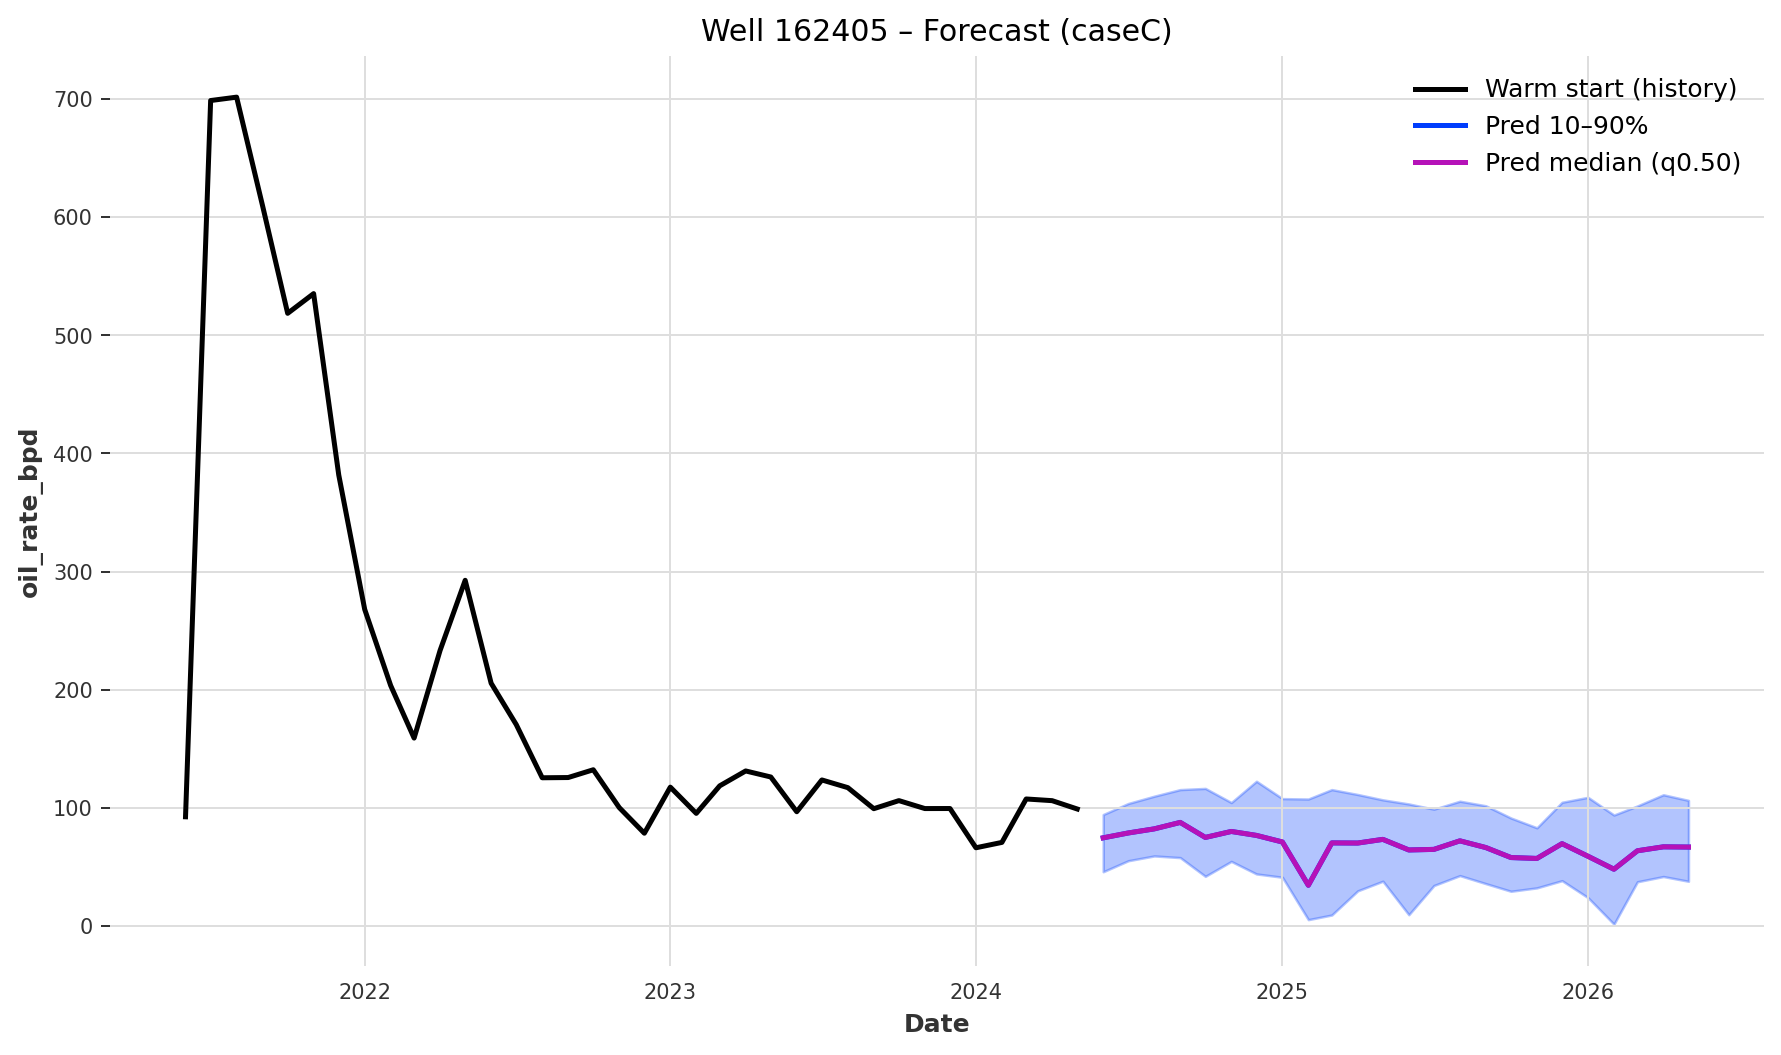 Well 162405 – Forecast (caseC)
Warm start (history)
Pred 10–90%
Pred median (q0.50)
oil_rate_bpd
700
600
500
400
300
200
100
0
2022
2023
2024
2025
2026
Date